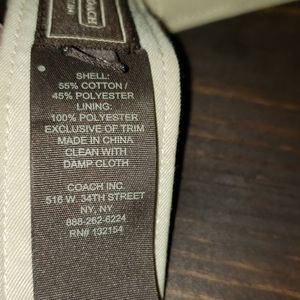 COACH
SHELL:
55% COTTON /
45% POLYESTER
LINING:
100% POLYESTER
EXCLUSIVE OF TRIM
MADE IN CHINA
CLEAN WITH
DAMP CLOTH
COACH INC.
516 W. 34TH STREET
NY, NY
888-262-6224
RN# 132154